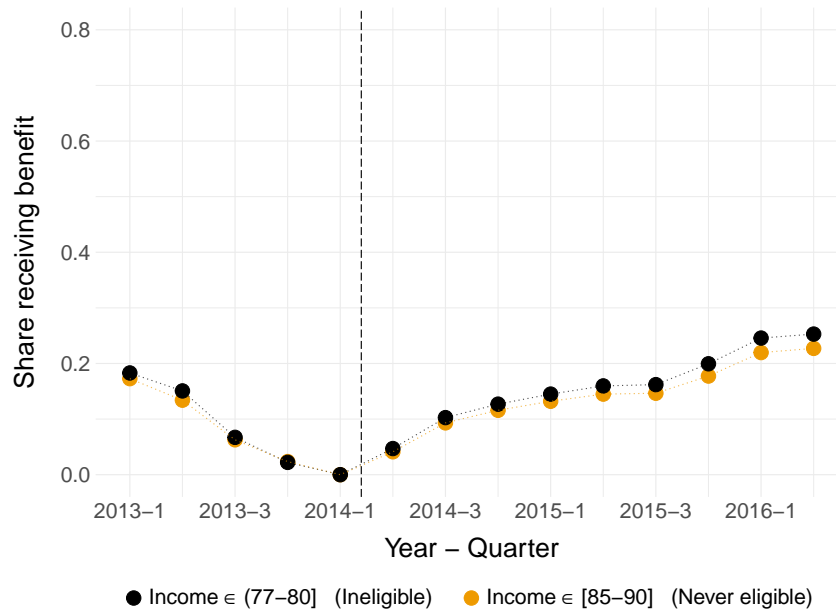 0.8
0.6
0.4
0.2
0.0
Share receiving benefit
2013−1 2013−3 2014−1 2014−3 2015−1 2015−3 2016−1
Year − Quarter
Income ∈ (77−80] (Ineligible) Income ∈ [85−90] (Never eligible)